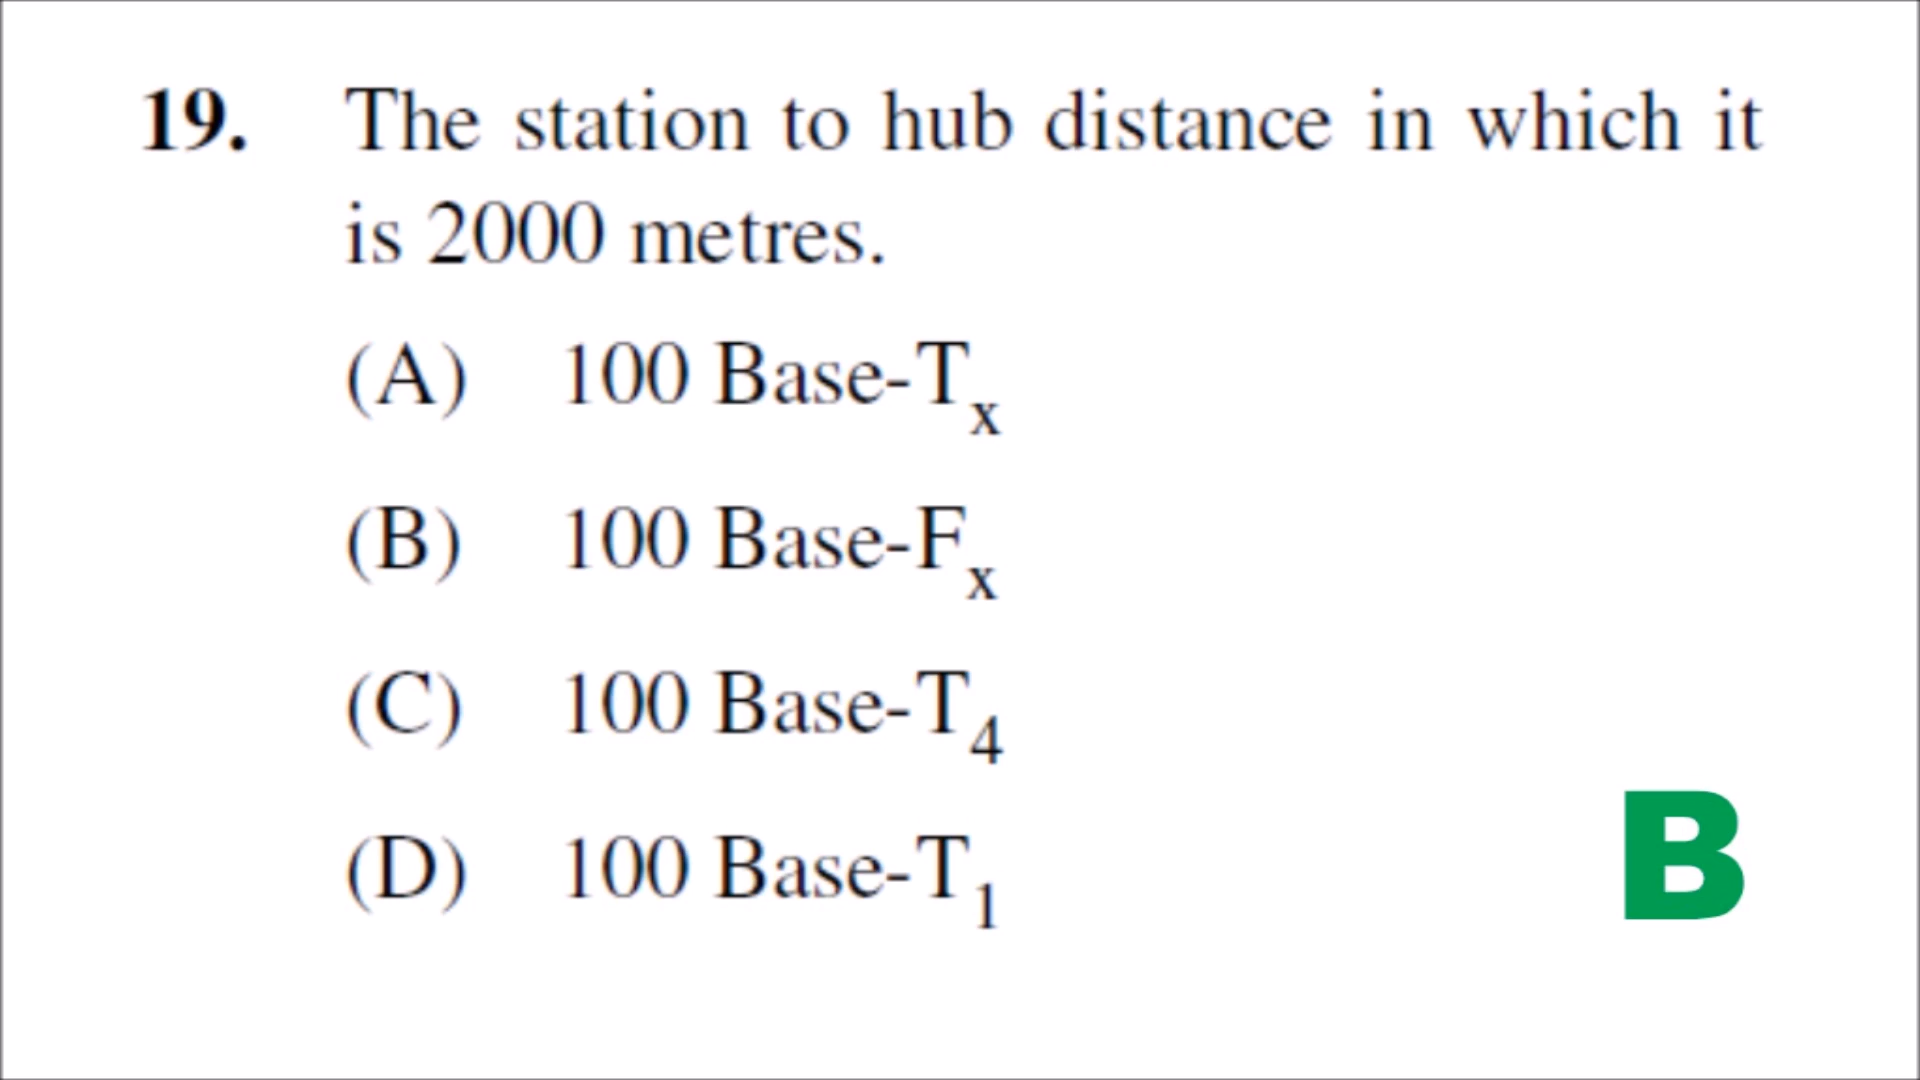 19. The station to hub distance in which it
is 2000 metres.
(A) 100 Base-Tx
(B) 100 Base-Fx
(C) 100 Base-T4
(D) 100 Base-T1
B